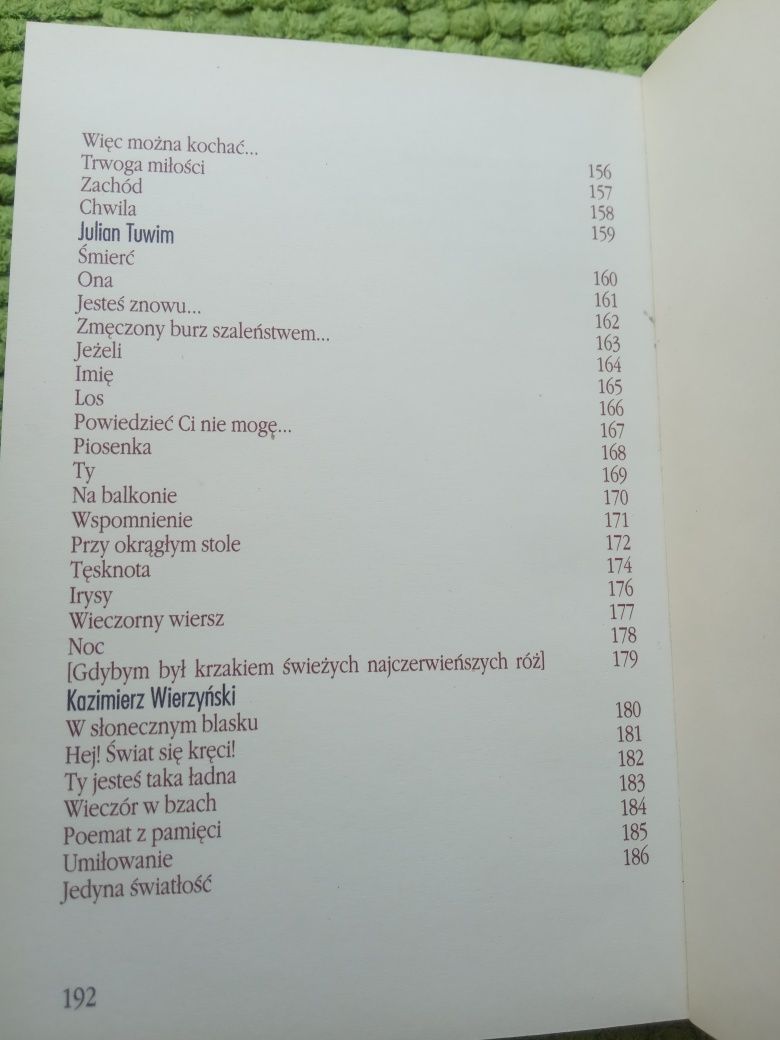 Więc można kochać... 156
Trwoga miłości 157
Zachód 158
Chwila 159
Julian Tuwim
Śmierć 160
Ona 161
Jesteś znowu... 162
Zmęczony burz szaleństwem... 163
Jeżeli 164
Imię 165
Los 166
Powiedzieć Ci nie mogę... 167
Piosenka 168
Ty 169
Na balkonie 170
Wspomnienie 171
Przy okrągłym stole 172
Tęsknota 174
Irysy 176
Wieczorny wiersz 177
Noc 178
[Gdybym był krzakiem świeżych najczerwieńszych róż] 179
Kazimierz Wierzyński
W słonecznym blasku 180
Hej! Świat się kręci! 181
Ty jesteś taka ładna 182
Wieczór w bzach 183
Poemat z pamięci 184
Umiłowanie 185
Jedyna światłość 186
192